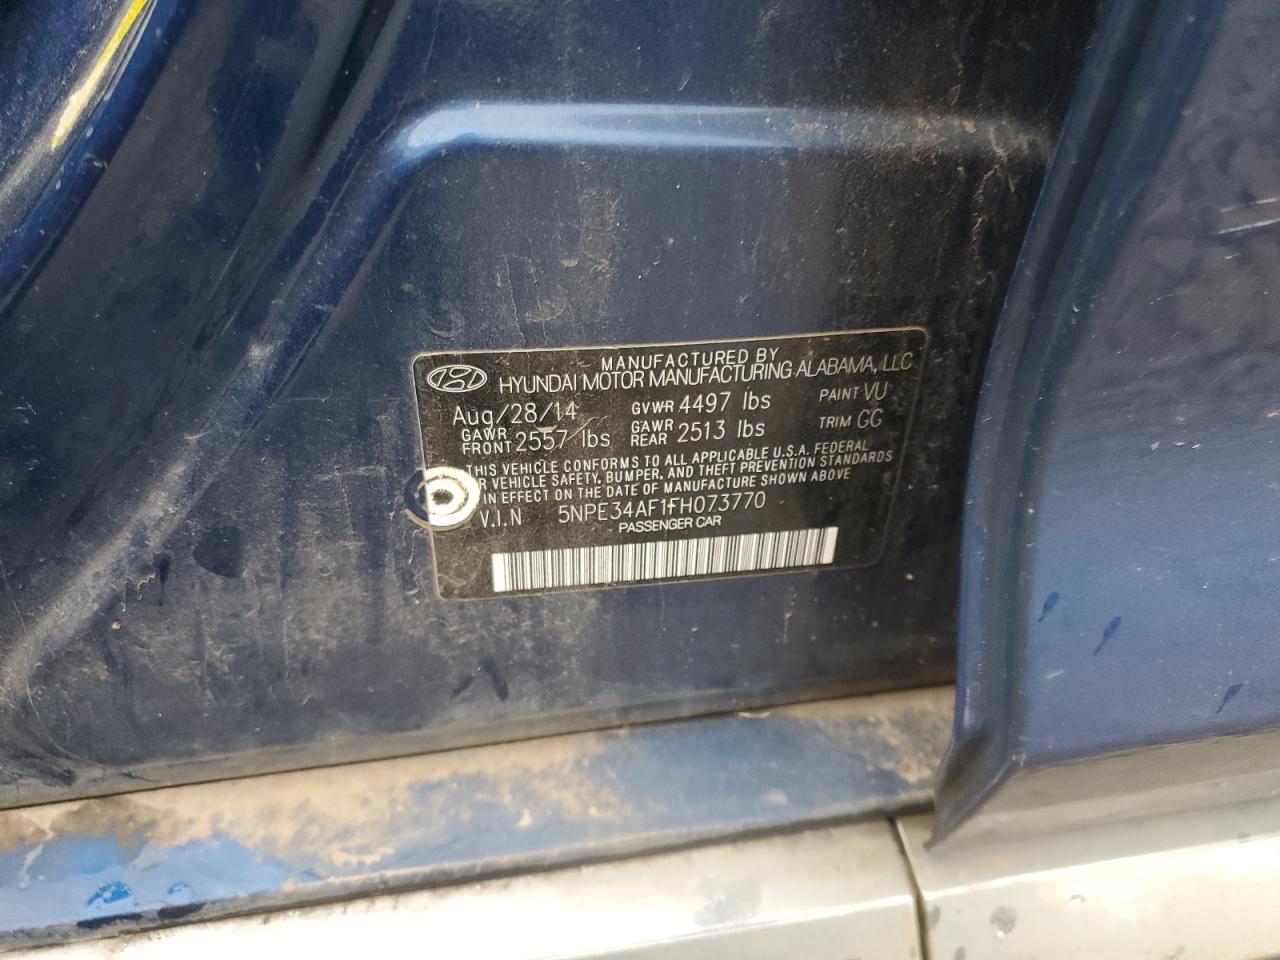 MANUFACTURED BY
HYUNDAI MOTOR MANUFACTURING ALABAMA, LLC
Aug/28/14 GVWR 4497 lbs PAINT VU
GAWR FRONT 2557 lbs GAWR REAR 2513 lbs TRIM GG
THIS VEHICLE CONFORMS TO ALL APPLICABLE U.S.A. FEDERAL
R VEHICLE SAFETY, BUMPER, AND THEFT PREVENTION STANDARDS
IN EFFECT ON THE DATE OF MANUFACTURE SHOWN ABOVE
V.I.N 5NPE34AF1FH073770
PASSENGER CAR